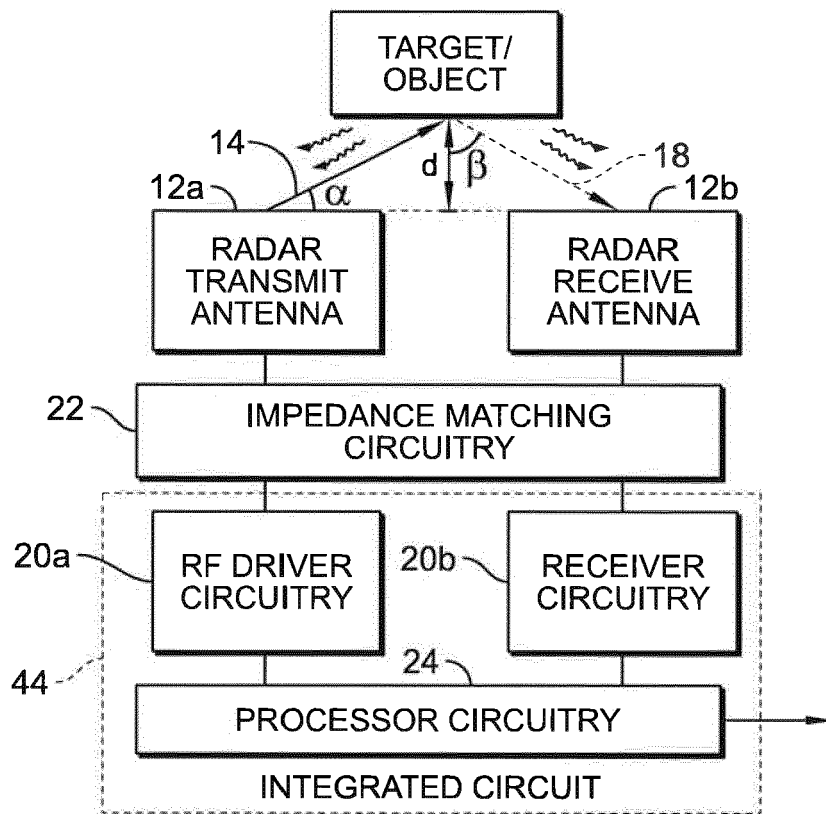 TARGET/
OBJECT
14
12a
α
d
β
18
12b
RADAR
TRANSMIT
ANTENNA
RADAR
RECEIVE
ANTENNA
22
IMPEDANCE MATCHING
CIRCUITRY
20a
RF DRIVER
CIRCUITRY
20b
RECEIVER
CIRCUITRY
44
24
PROCESSOR CIRCUITRY
INTEGRATED CIRCUIT